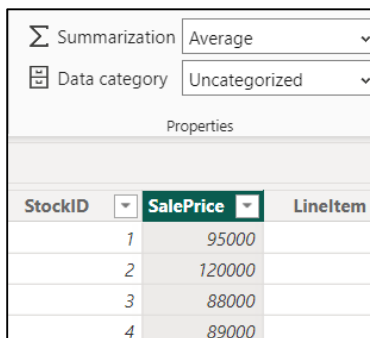 Summarization Average
Data category Uncategorized
Properties
StockID SalePrice LineItem
1 95000
2 120000
3 88000
4 89000